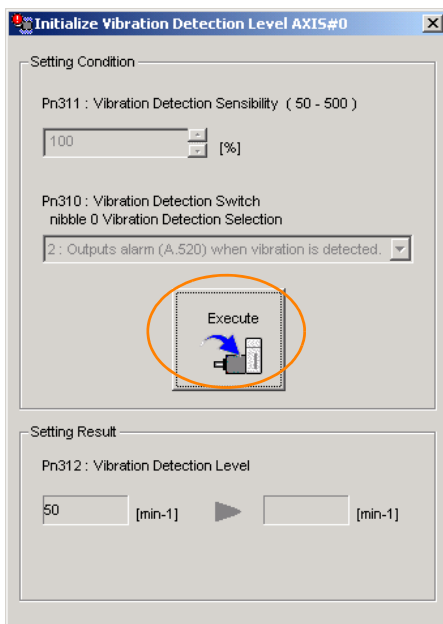 Initialize Vibration Detection Level AXIS#0
Setting Condition
Pn311 : Vibration Detection Sensibility ( 50 - 500 )
100 [%]
Pn310 : Vibration Detection Switch
nibble 0 Vibration Detection Selection
2 : Outputs alarm (A.520) when vibration is detected.
Execute
Setting Result
Pn312 : Vibration Detection Level
50 [min-1] [min-1]